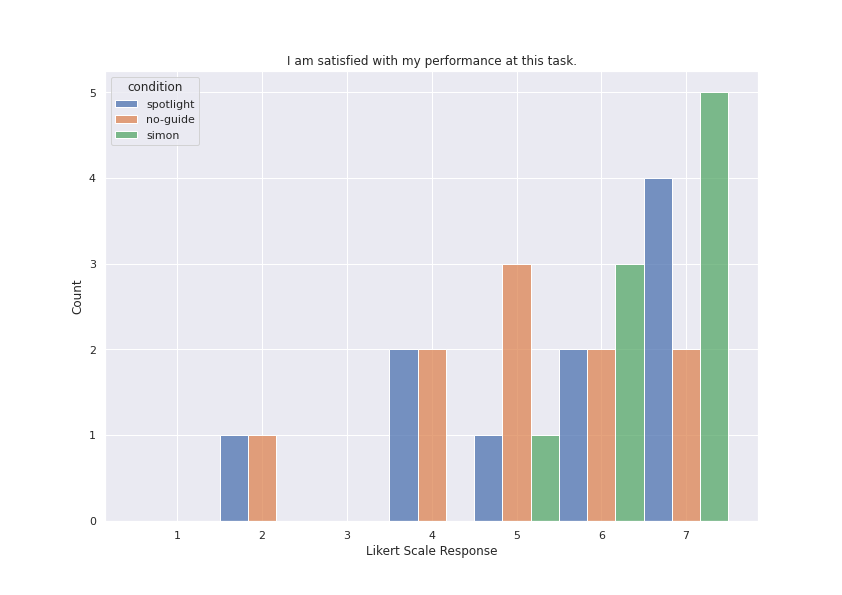 I am satisfied with my performance at this task.
condition
spotlight
no-guide
simon
5
4
3
2
1
0
Count
1 2 3 4 5 6 7
Likert Scale Response